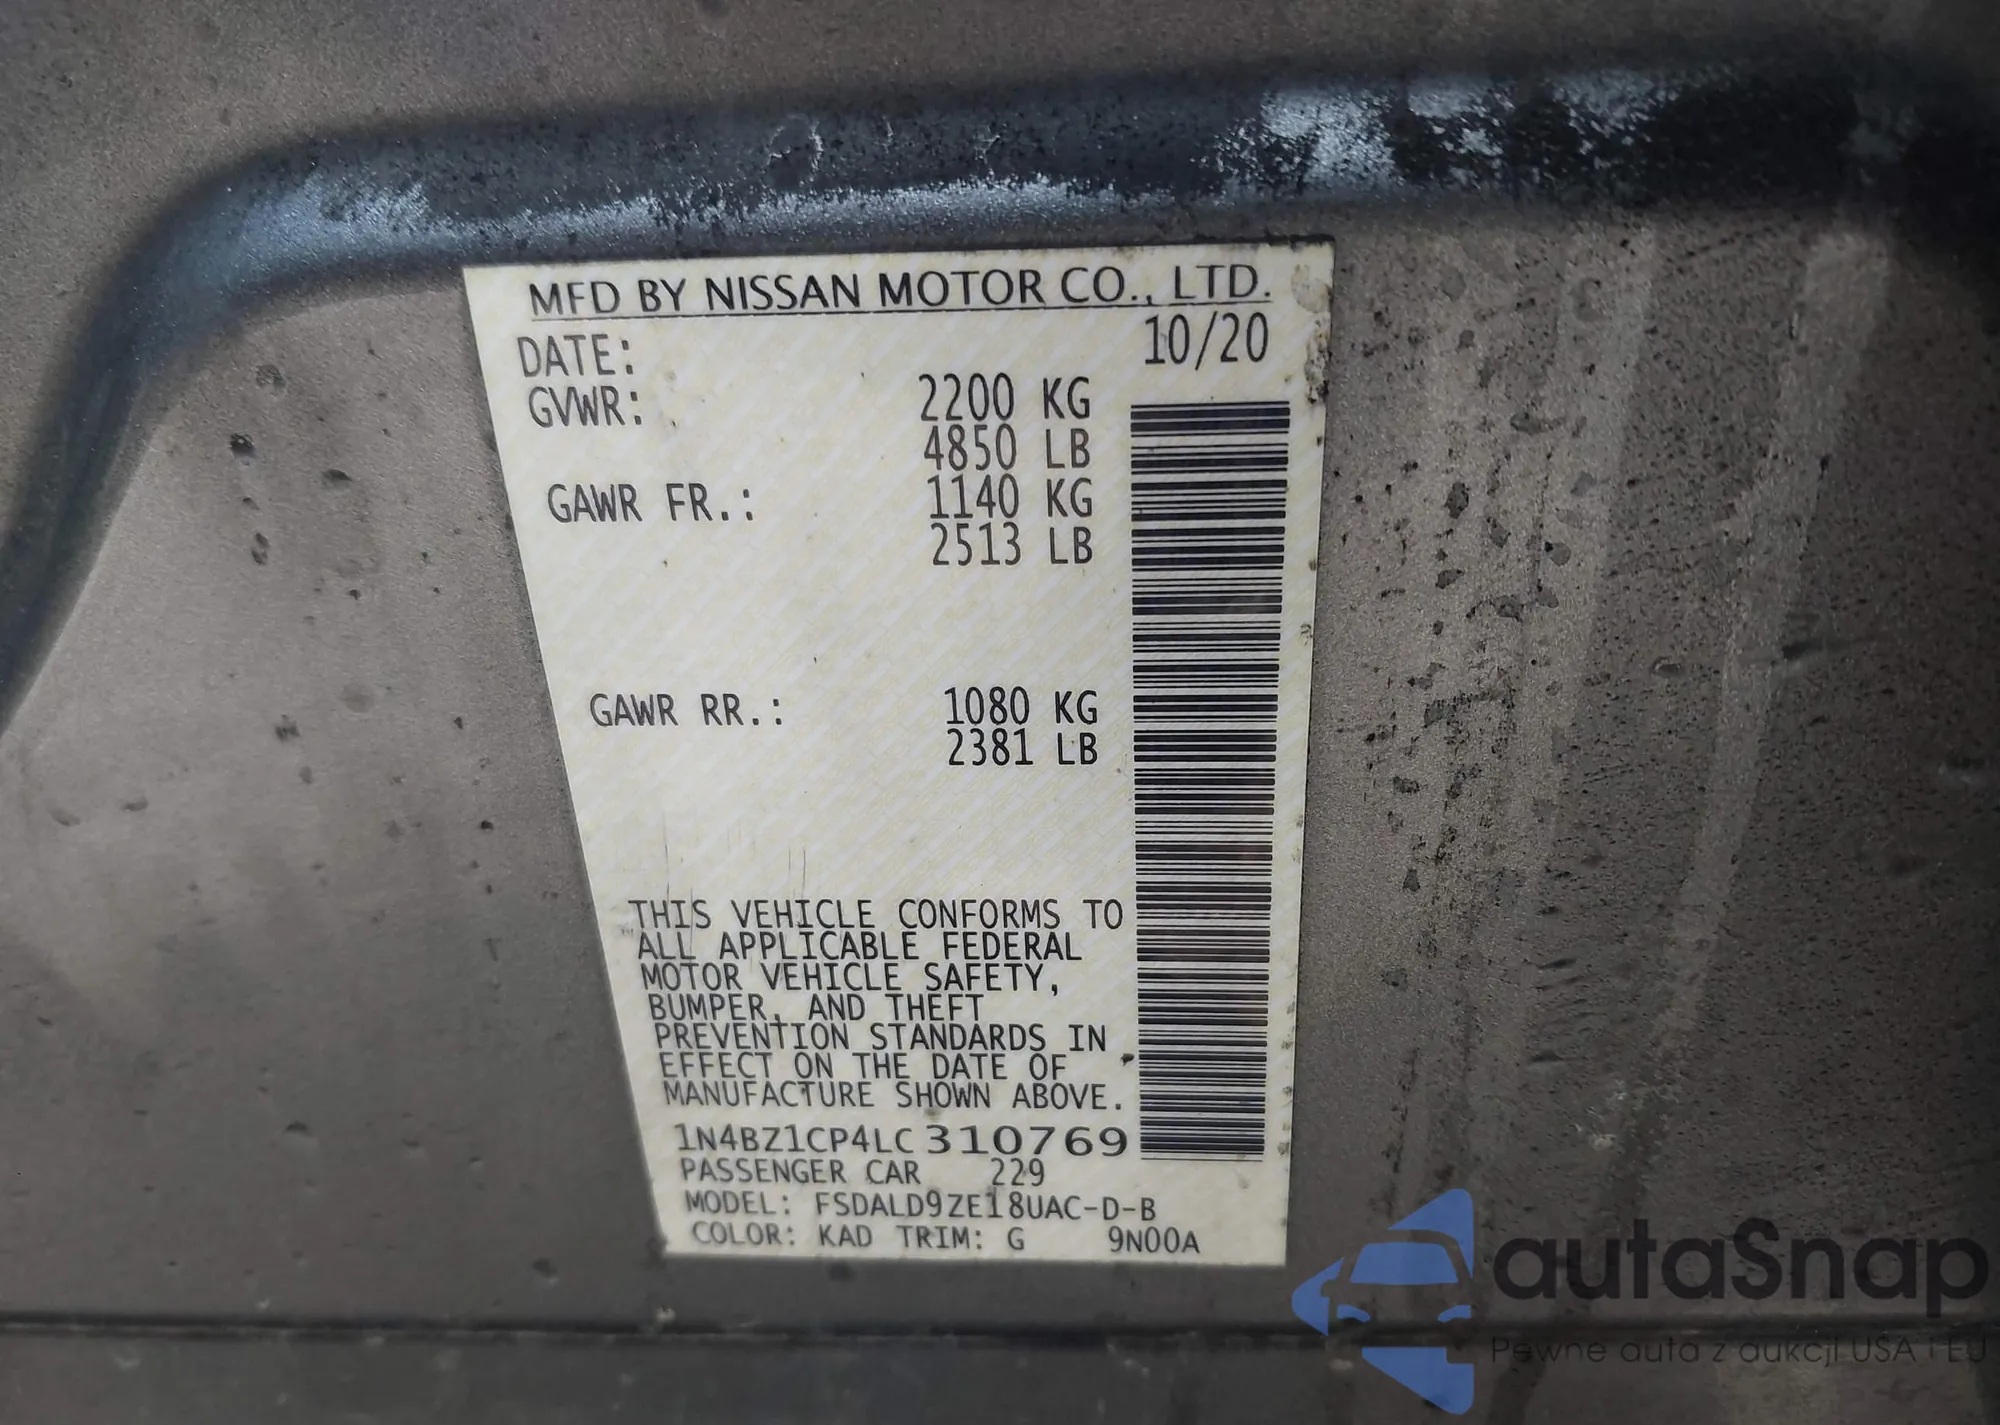 MFD BY NISSAN MOTOR CO., LTD.
DATE: 10/20
GVWR: 2200 KG
4850 LB
GAWR FR.: 1140 KG
2513 LB
GAWR RR.: 1080 KG
2381 LB
THIS VEHICLE CONFORMS TO
ALL APPLICABLE FEDERAL
MOTOR VEHICLE SAFETY,
BUMPER, AND THEFT
PREVENTION STANDARDS IN
EFFECT ON THE DATE OF
MANUFACTURE SHOWN ABOVE.
1N4BZ1CP4LC310769
PASSENGER CAR 229
MODEL: FSDALD9ZE18UAC-D-B
COLOR: KAD TRIM: G 9N00A
autaSnap
Pewne auta z aukcji USA i EU